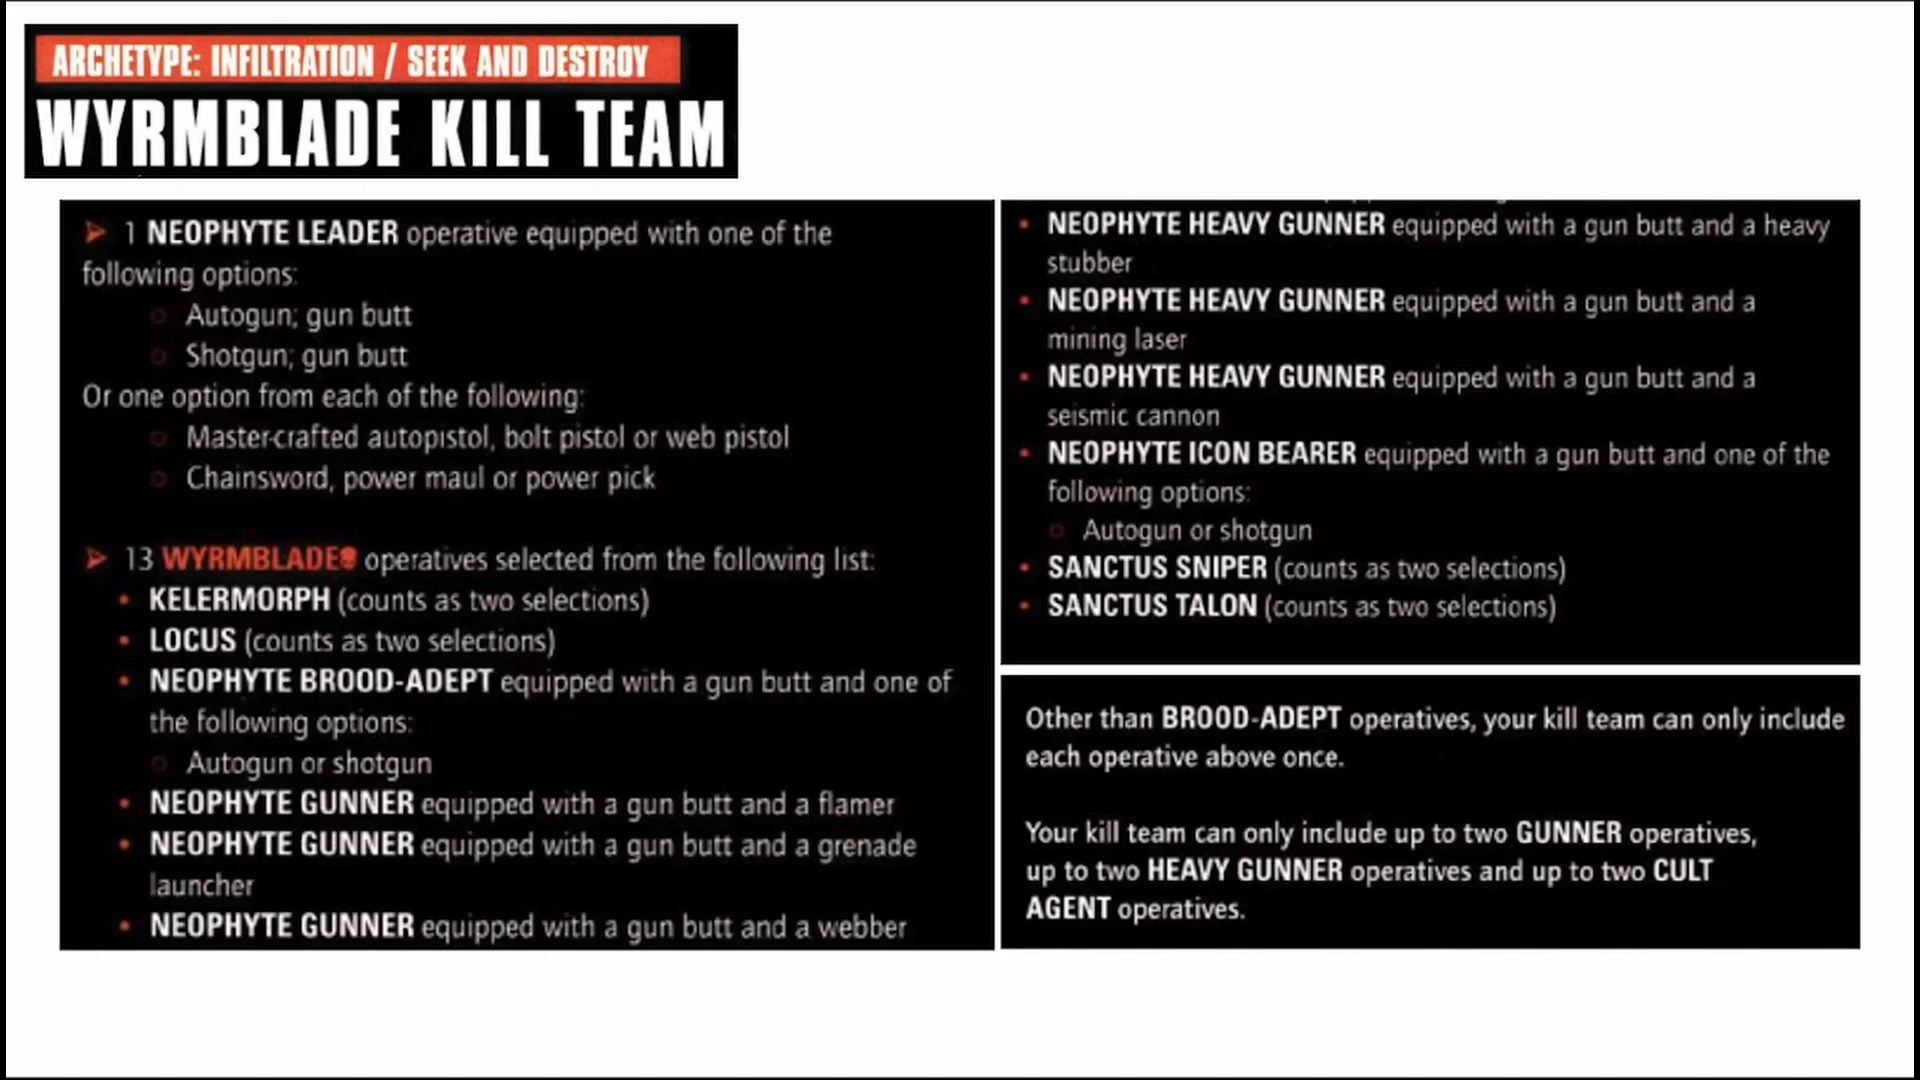 ARCHETYPE: INFILTRATION / SEEK AND DESTROY
WYRMBLADE KILL TEAM
➤ 1 NEOPHYTE LEADER operative equipped with one of the
following options:
○ Autogun; gun butt
○ Shotgun; gun butt
Or one option from each of the following:
○ Master-crafted autopistol, bolt pistol or web pistol
○ Chainsword, power maul or power pick
➤ 13 WYRMBLADE operatives selected from the following list:
• KELERMORPH (counts as two selections)
• LOCUS (counts as two selections)
• NEOPHYTE BROOD-ADEPT equipped with a gun butt and one of
the following options:
○ Autogun or shotgun
• NEOPHYTE GUNNER equipped with a gun butt and a flamer
• NEOPHYTE GUNNER equipped with a gun butt and a grenade
launcher
• NEOPHYTE GUNNER equipped with a gun butt and a webber
• NEOPHYTE HEAVY GUNNER equipped with a gun butt and a heavy
stubber
• NEOPHYTE HEAVY GUNNER equipped with a gun butt and a
mining laser
• NEOPHYTE HEAVY GUNNER equipped with a gun butt and a
seismic cannon
• NEOPHYTE ICON BEARER equipped with a gun butt and one of the
following options:
○ Autogun or shotgun
• SANCTUS SNIPER (counts as two selections)
• SANCTUS TALON (counts as two selections)
Other than BROOD-ADEPT operatives, your kill team can only include
each operative above once.
Your kill team can only include up to two GUNNER operatives,
up to two HEAVY GUNNER operatives and up to two CULT
AGENT operatives.